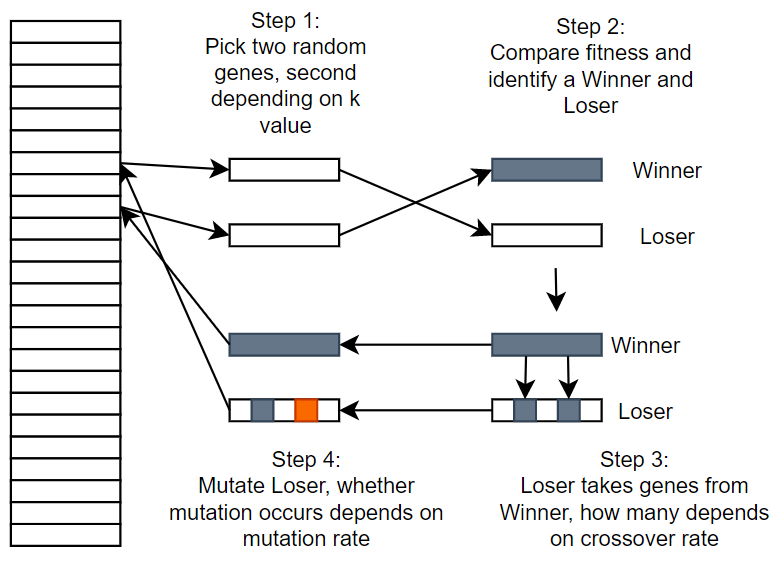 Step 1:
Pick two random
genes, second
depending on k
value
Step 2:
Compare fitness and
identify a Winner and
Loser
Winner
Loser
Winner
Loser
Step 4:
Mutate Loser, whether
mutation occurs depends on
mutation rate
Step 3:
Loser takes genes from
Winner, how many depends
on crossover rate